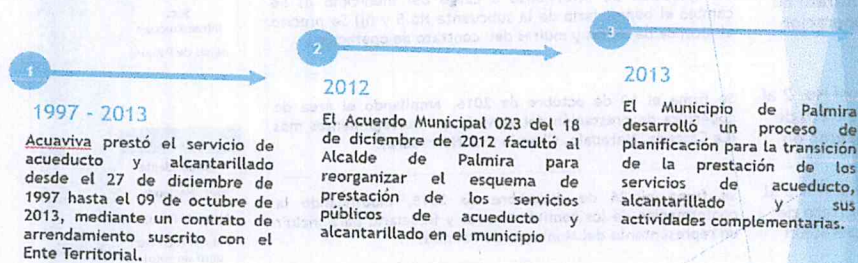 1
1997 - 2013
Acuaviva prestó el servicio de
acueducto y alcantarillado
desde el 27 de diciembre de
1997 hasta el 09 de octubre de
2013, mediante un contrato de
arrendamiento suscrito con el
Ente Territorial.
2
2012
El Acuerdo Municipal 023 del 18
de diciembre de 2012 facultó al
Alcalde de Palmira para
reorganizar el esquema de
prestación de los servicios
públicos de acueducto y
alcantarillado en el municipio
3
2013
El Municipio de Palmira
desarrolló un proceso de
planificación para la transición
de la prestación de los
servicios de acueducto,
alcantarillado y sus
actividades complementarias.